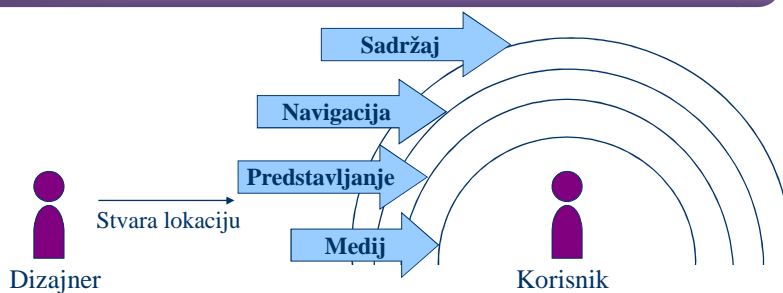 Sadržaj
Navigacija
Predstavljanje
Stvara lokaciju
Medij
Dizajner
Korisnik